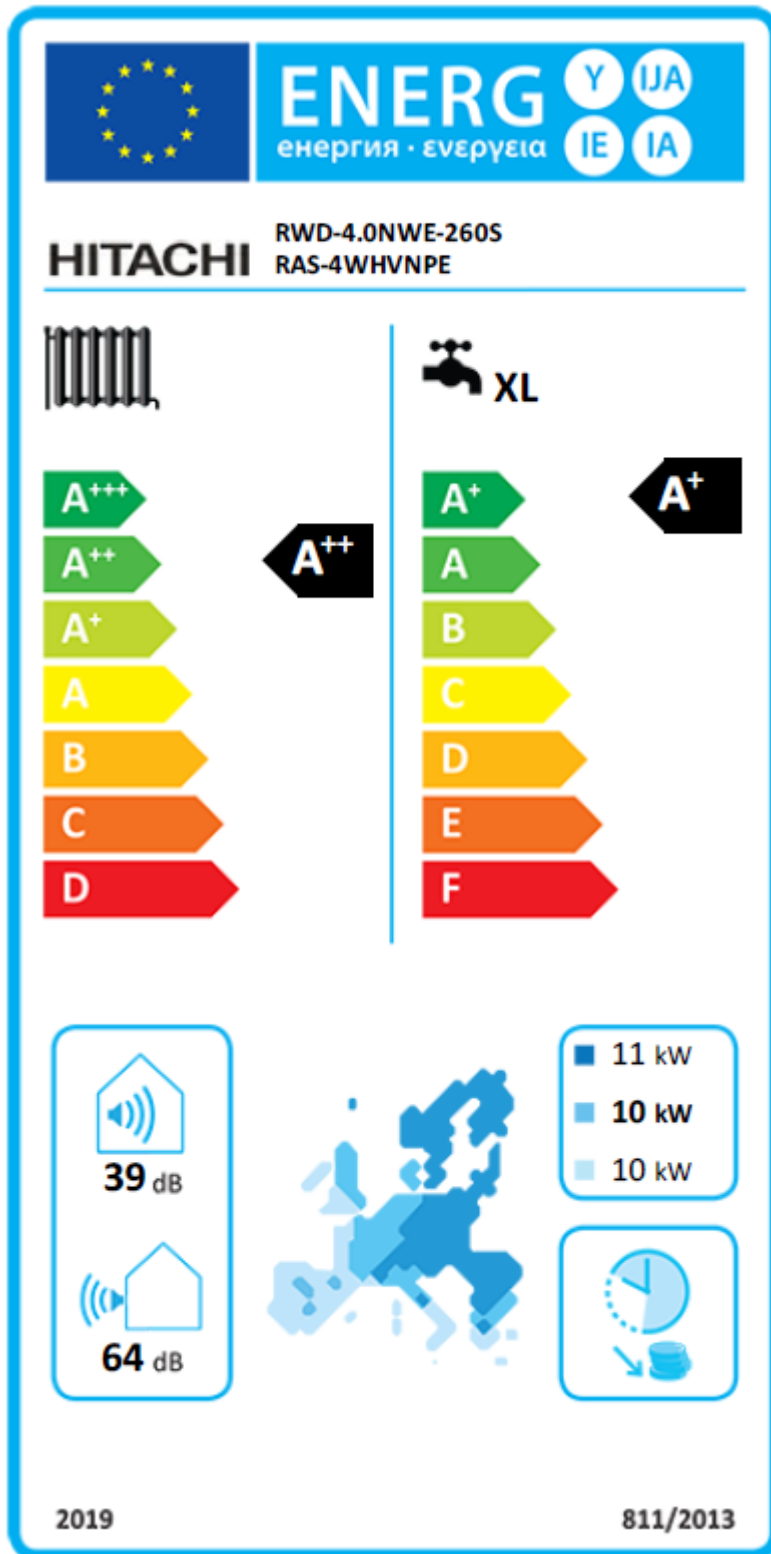 ENERG Y IJA
енергия · ενεργεια IE IA
HITACHI
RWD-4.0NWE-260S
RAS-4WHVNPE
XL
A+++
A++
A+
A
B
C
D
A++
A+
A
B
C
D
E
F
A+
39 dB
64 dB
11 kW
10 kW
10 kW
2019
811/2013